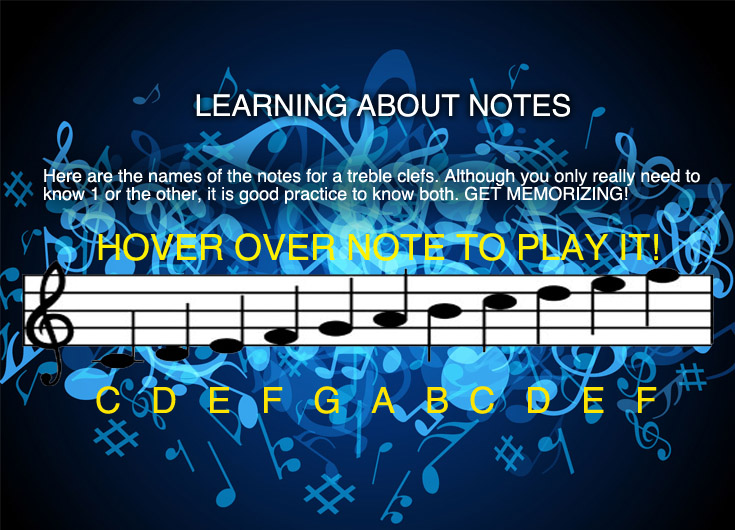 LEARNING ABOUT NOTES
Here are the names of the notes for a treble clefs. Although you only really need to
know 1 or the other, it is good practice to know both. GET MEMORIZING!
HOVER OVER NOTE TO PLAY IT!
C D E F G A B C D E F